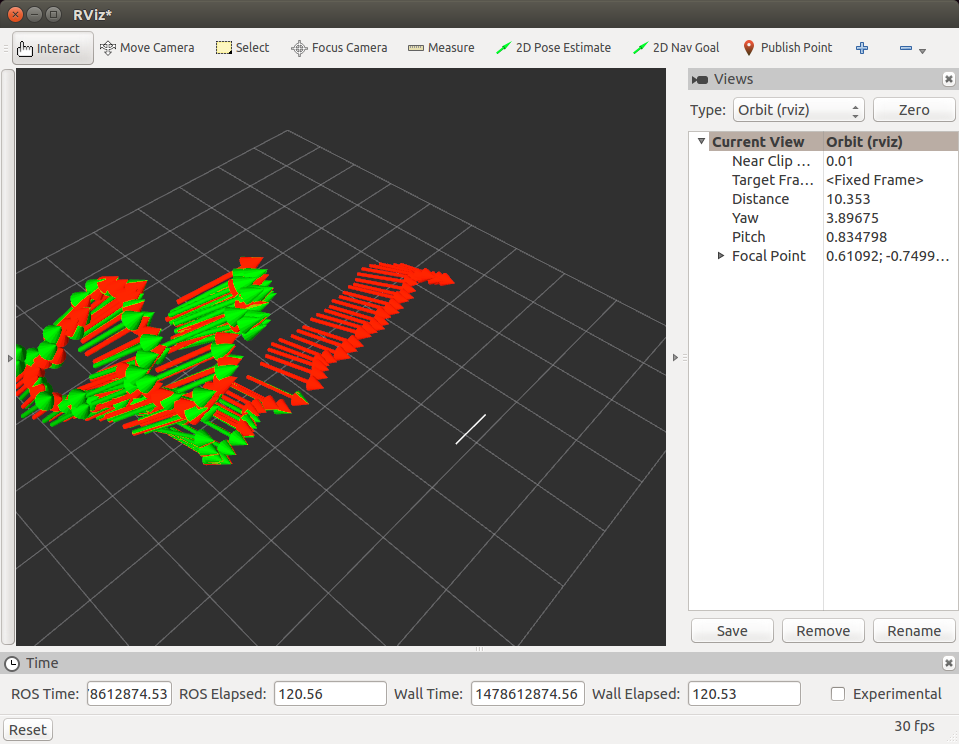 RViz*
Interact Move Camera Select Focus Camera Measure 2D Pose Estimate 2D Nav Goal Publish Point
Views
Type: Orbit (rviz) Zero
Current View Orbit (rviz)
Near Clip ... 0.01
Target Fra... <Fixed Frame>
Distance 10.353
Yaw 3.89675
Pitch 0.834798
Focal Point 0.61092; -0.7499...
Save Remove Rename
Time
ROS Time: 78612874.53 ROS Elapsed: 120.56 Wall Time: 1478612874.56 Wall Elapsed: 120.53 Experimental
Reset 30 fps